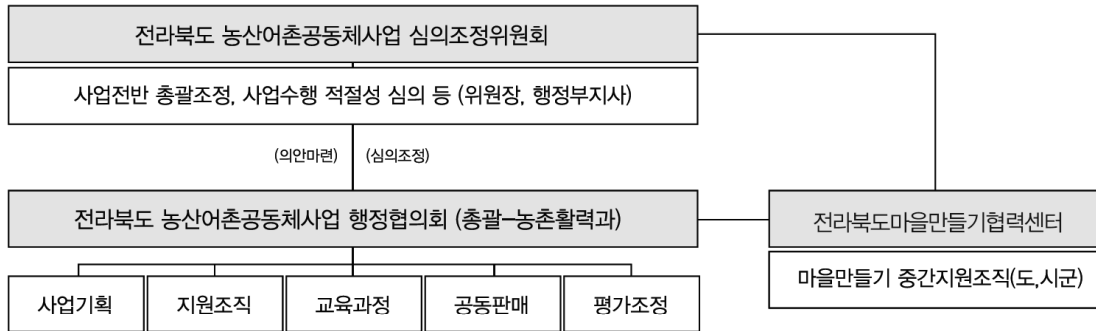 전라북도 농산어촌공동체사업 심의조정위원회
사업전반 총괄조정, 사업수행 적절성 심의 등 (위원장, 행정부지사)
(의안마련) (심의조정)
전라북도 농산어촌공동체사업 행정협의회 (총괄–농촌활력과)
전라북도마을만들기협력센터
마을만들기 중간지원조직(도,시군)
사업기획 지원조직 교육과정 공동판매 평가조정